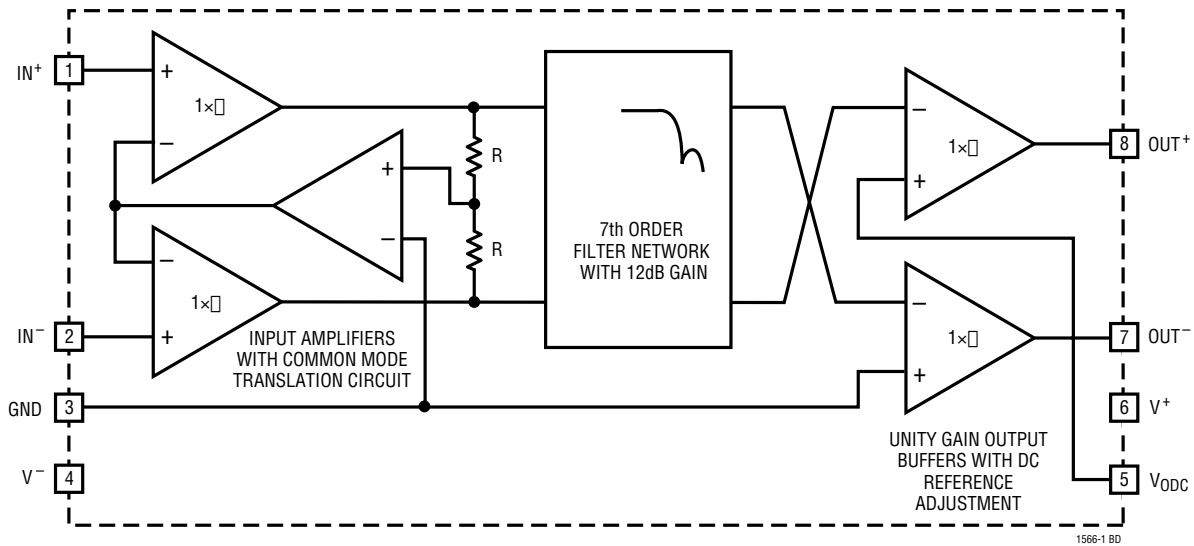 IN+
1
+
1×
−
+
−
R
R
−
1×
+
IN−
2
INPUT AMPLIFIERS
WITH COMMON MODE
TRANSLATION CIRCUIT
GND
3
V−
4
7th ORDER
FILTER NETWORK
WITH 12dB GAIN
−
1×
+
8
OUT+
−
1×
+
7
OUT−
6
V+
UNITY GAIN OUTPUT
BUFFERS WITH DC
REFERENCE
ADJUSTMENT
5
VODC
1566-1 BD